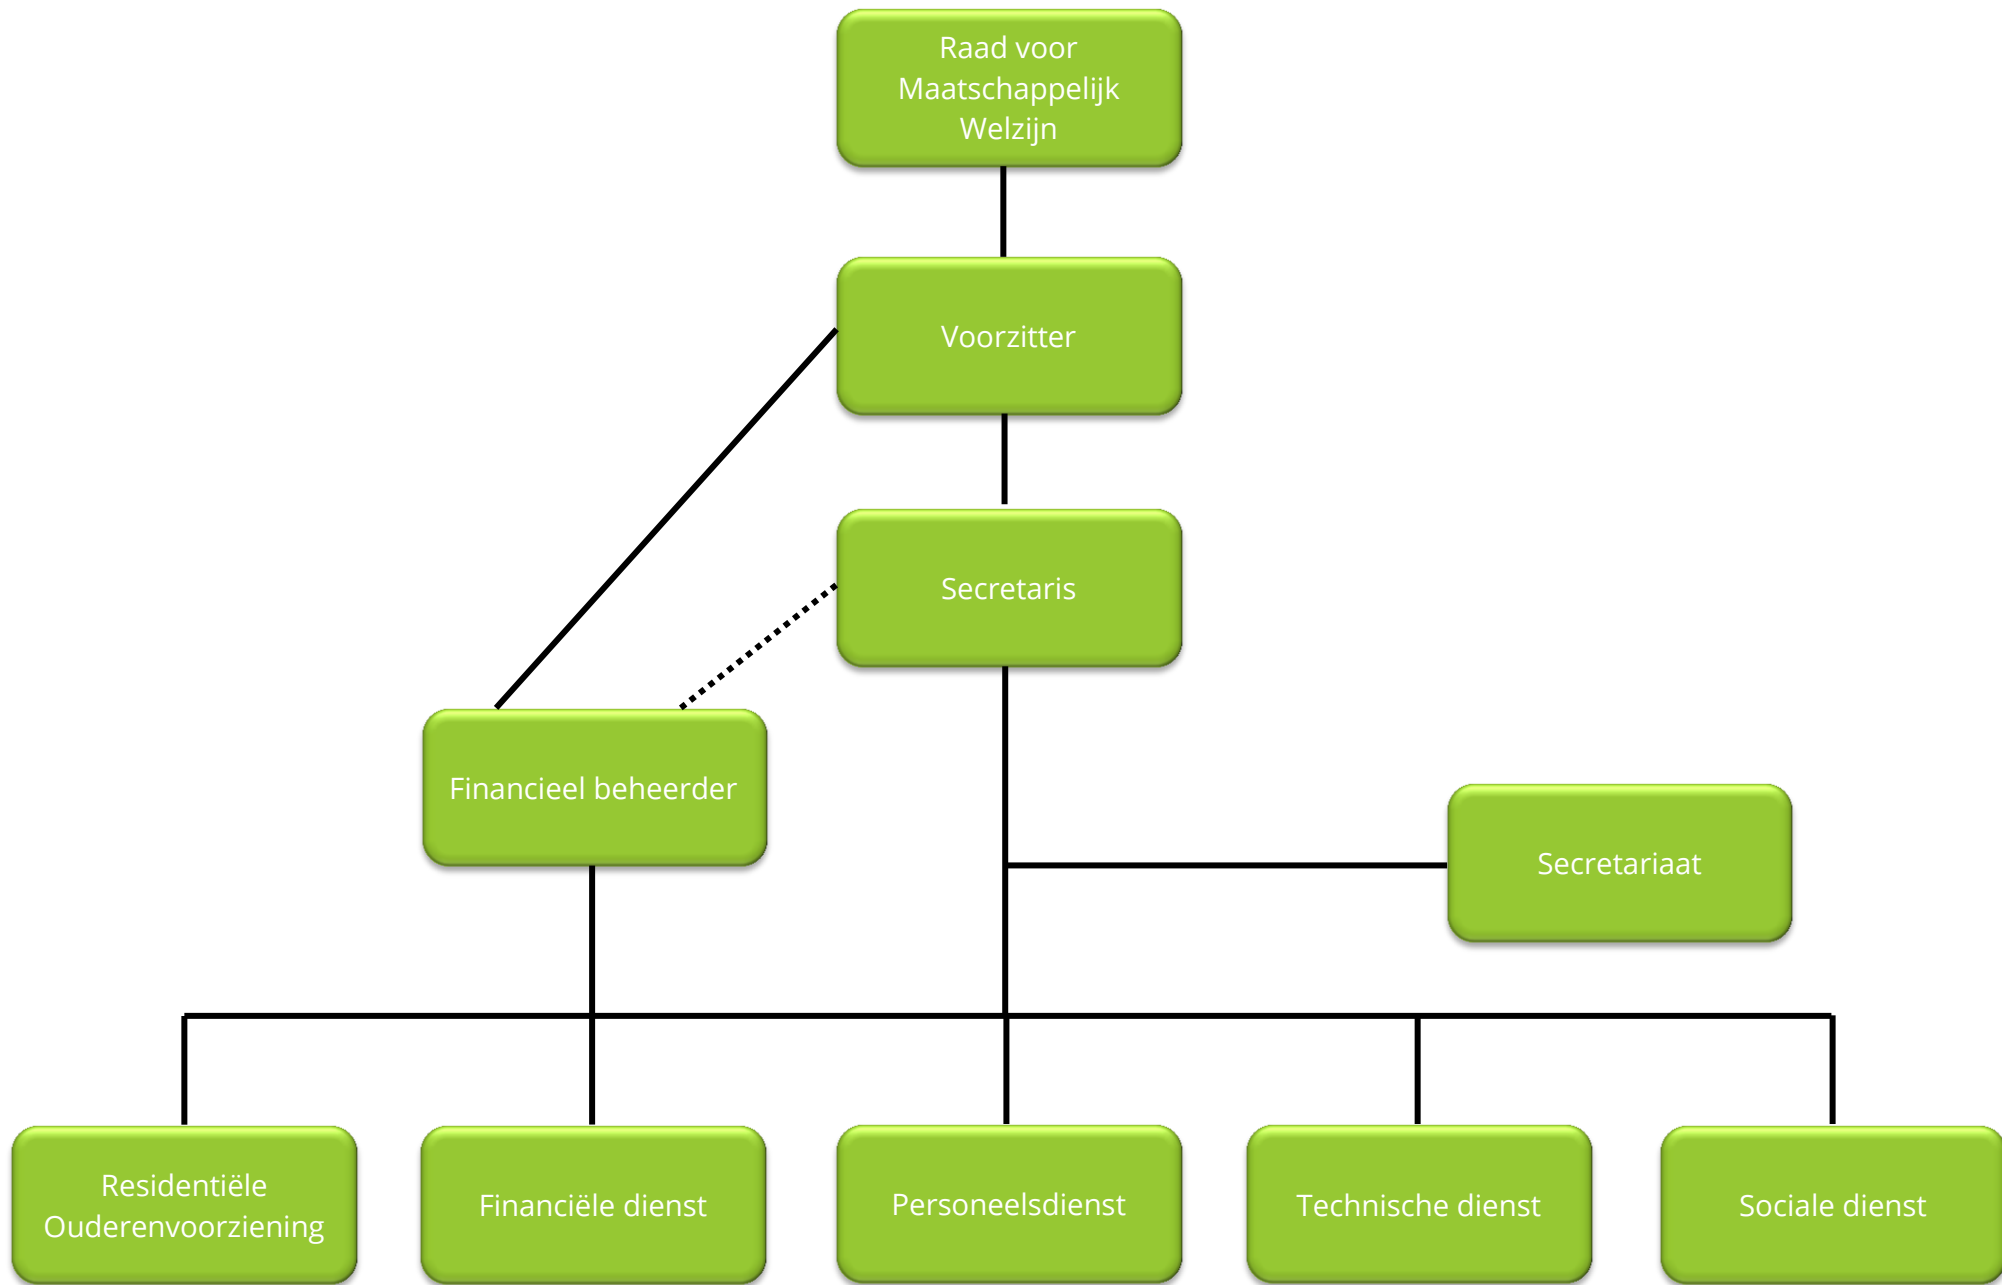 Raad voor
Maatschappelijk
Welzijn
Voorzitter
Secretaris
Financieel beheerder
Secretariaat
Residentiële
Ouderenvoorziening
Financiële dienst
Personeelsdienst
Technische dienst
Sociale dienst